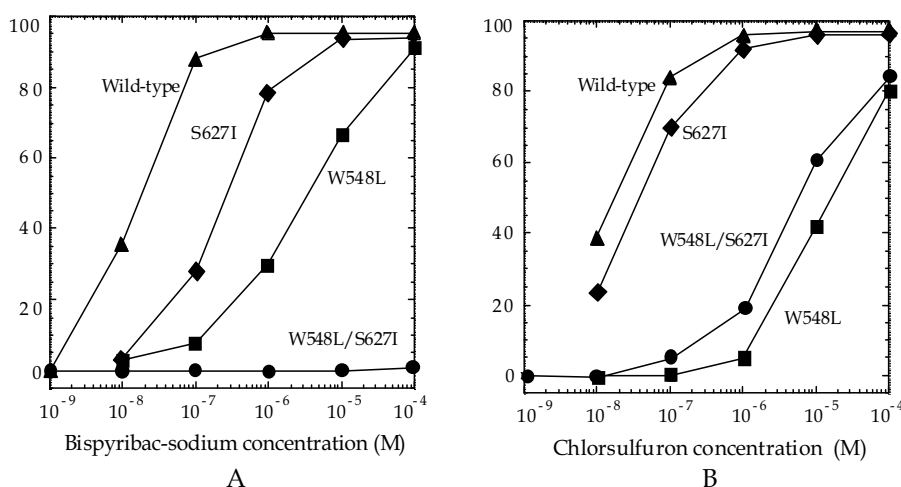 100
80
60
40
20
0
Wild-type
S627I
W548L
W548L/S627I
10-9 10-8 10-7 10-6 10-5 10-4
Bispyribac-sodium concentration (M)
A
100
80
60
40
20
0
Wild-type
S627I
W548L/S627I
W548L
10-9 10-8 10-7 10-6 10-5 10-4
Chlorsulfuron concentration (M)
B